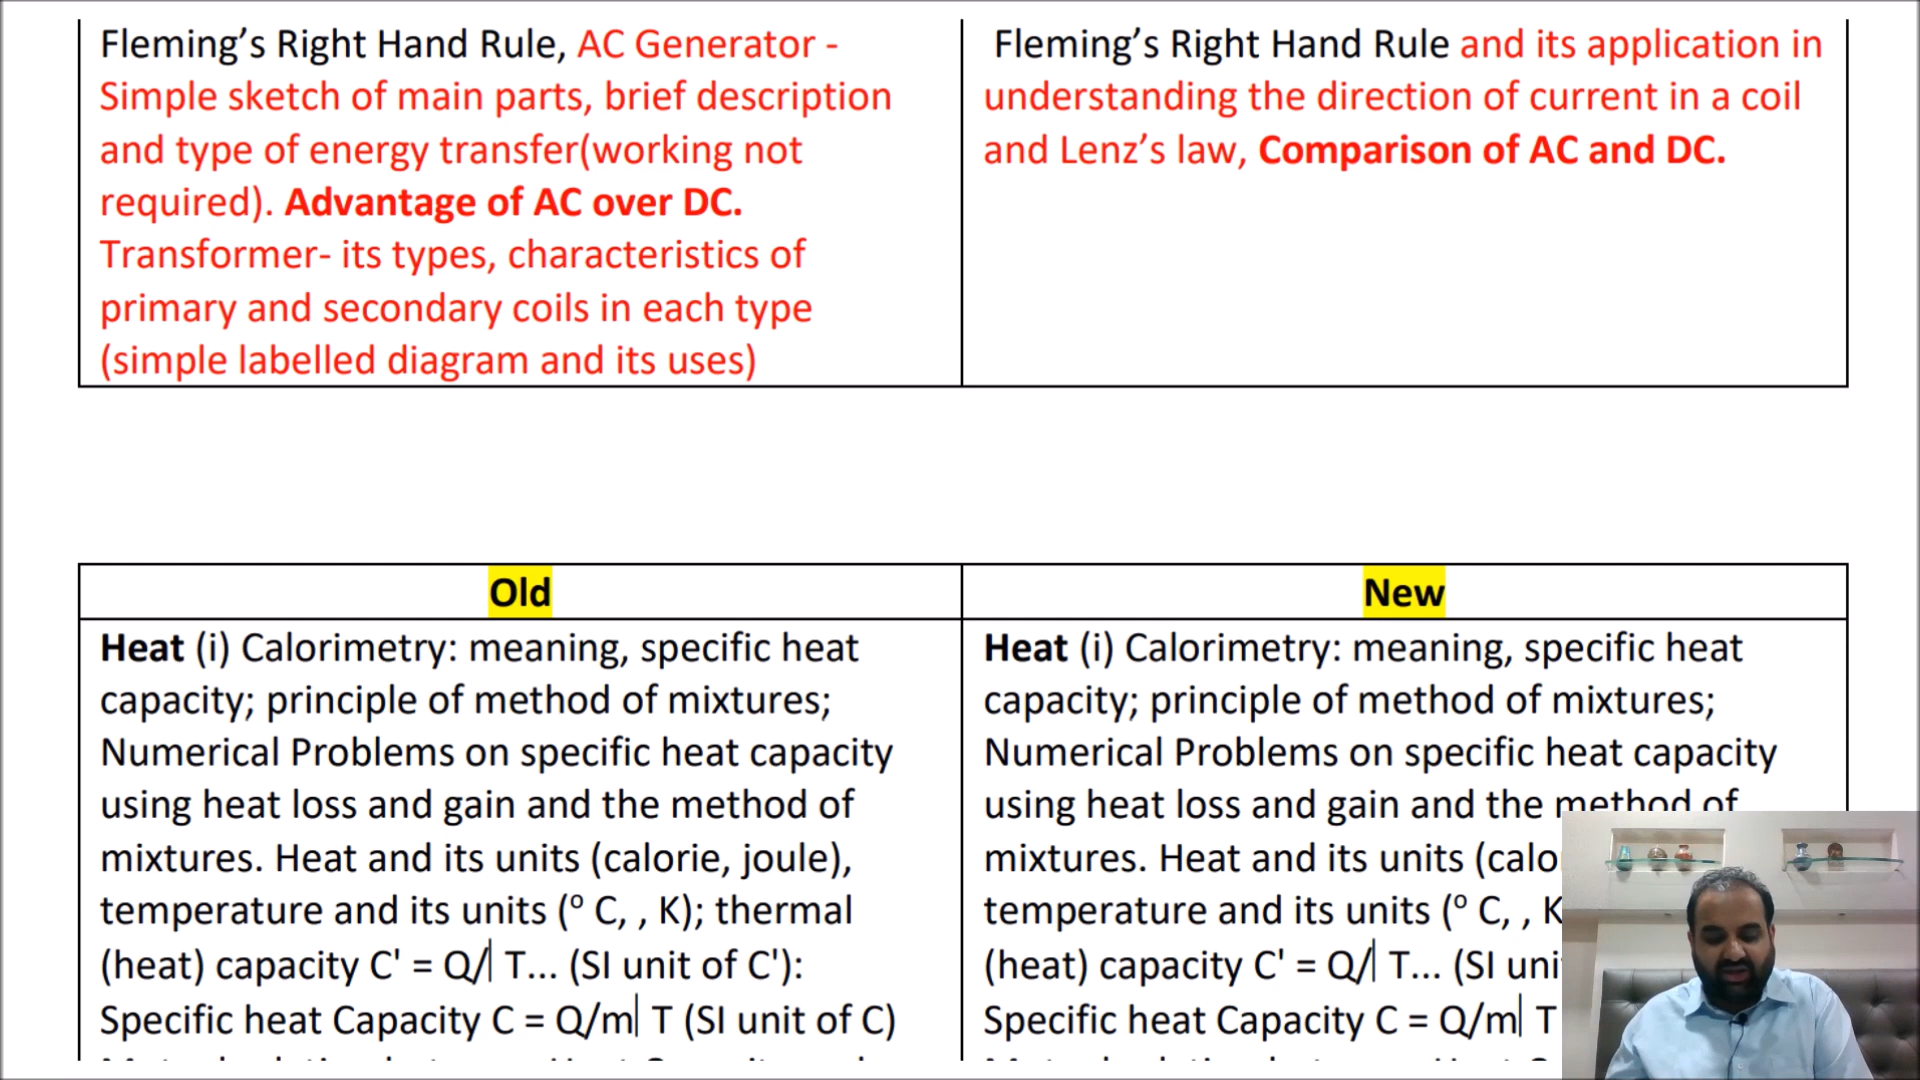 Fleming’s Right Hand Rule, AC Generator -
Simple sketch of main parts, brief description
and type of energy transfer(working not
required). Advantage of AC over DC.
Transformer- its types, characteristics of
primary and secondary coils in each type
(simple labelled diagram and its uses)
Fleming’s Right Hand Rule and its application in
understanding the direction of current in a coil
and Lenz’s law, Comparison of AC and DC.
Old
Heat (i) Calorimetry: meaning, specific heat
capacity; principle of method of mixtures;
Numerical Problems on specific heat capacity
using heat loss and gain and the method of
mixtures. Heat and its units (calorie, joule),
temperature and its units (° C, , K); thermal
(heat) capacity C' = Q/| T... (SI unit of C'):
Specific heat Capacity C = Q/m| T (SI unit of C)
New
Heat (i) Calorimetry: meaning, specific heat
capacity; principle of method of mixtures;
Numerical Problems on specific heat capacity
using heat loss and gain and the method of
mixtures. Heat and its units (calo
temperature and its units (° C, , K
(heat) capacity C' = Q/| T... (SI uni
Specific heat Capacity C = Q/m| T